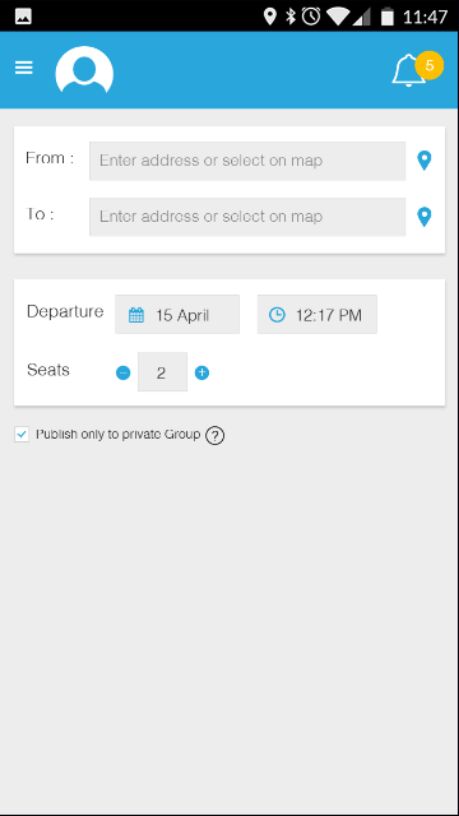 11:47
5
From :
Enter address or select on map
To :
Enter address or select on map
Departure 15 April 12:17 PM
Seats 2
Publish only to private Group ?